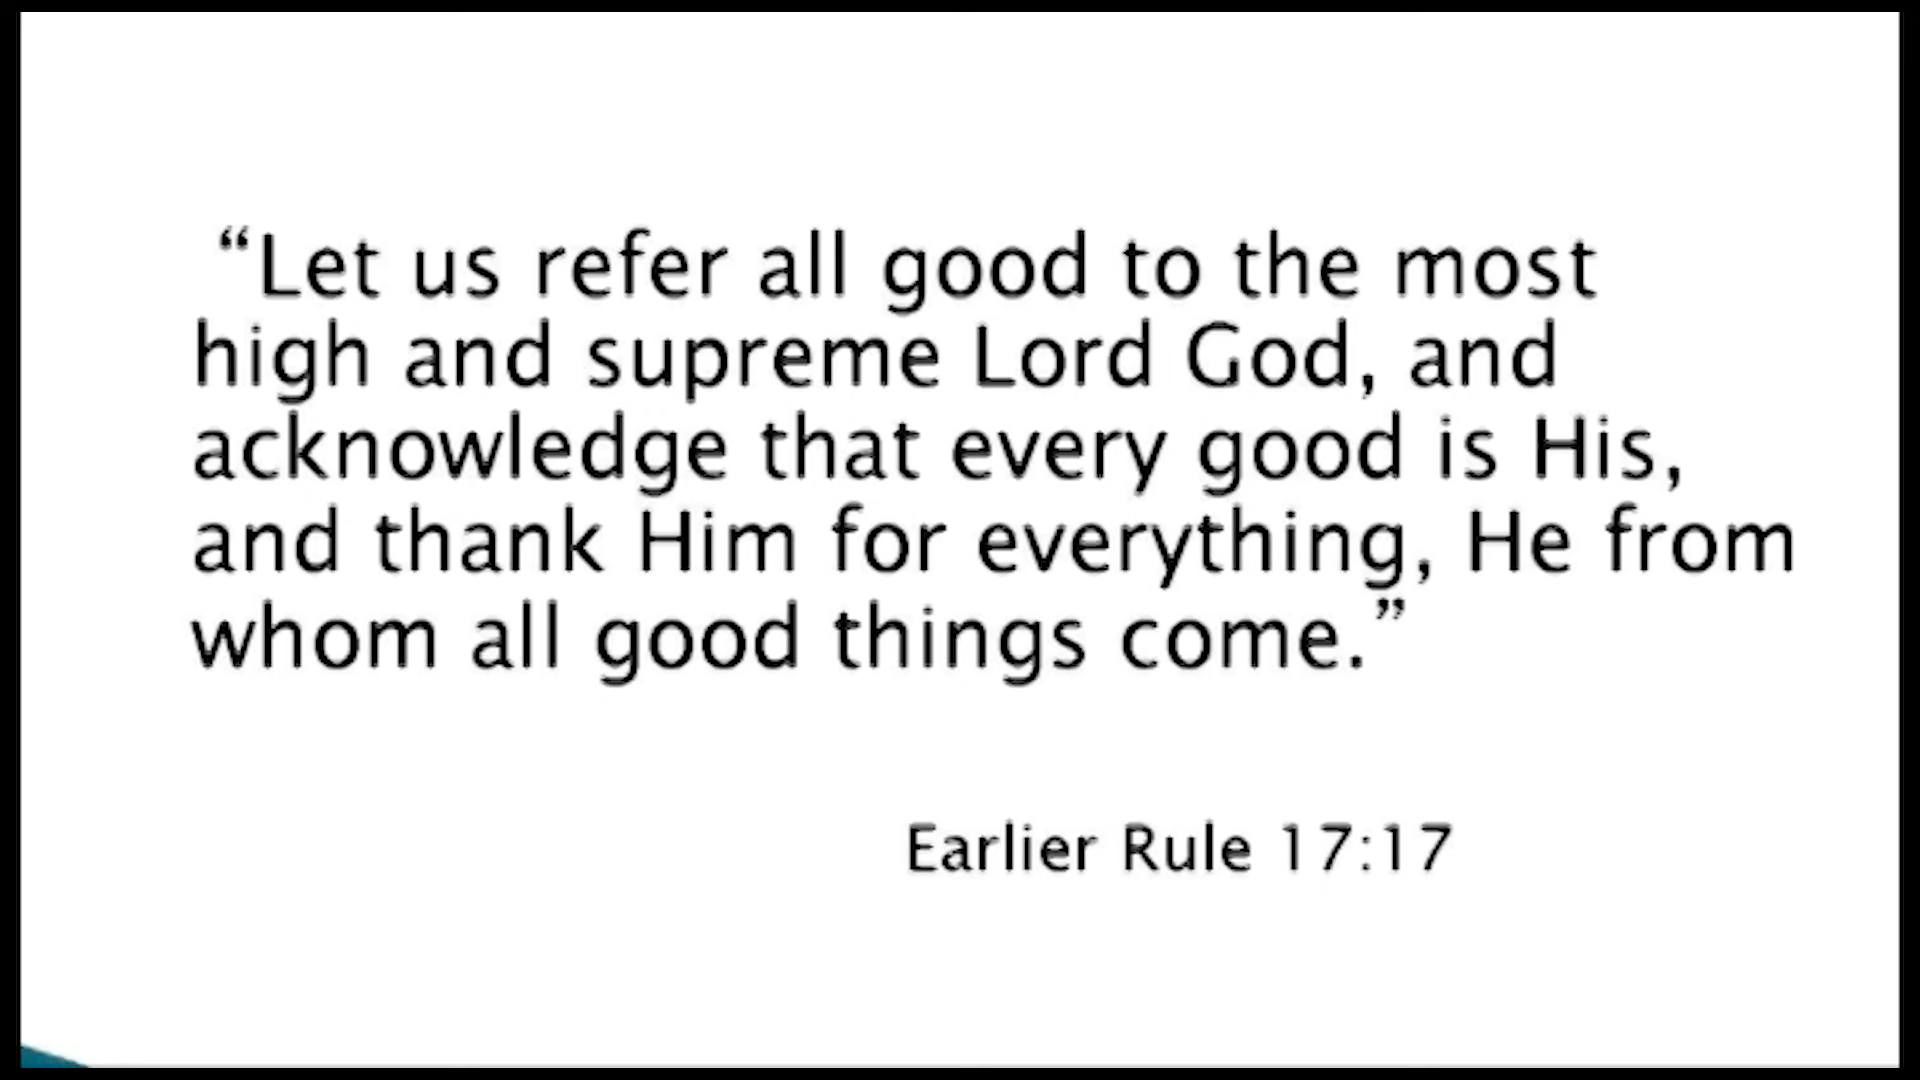 “Let us refer all good to the most
high and supreme Lord God, and
acknowledge that every good is His,
and thank Him for everything, He from
whom all good things come.”
Earlier Rule 17:17